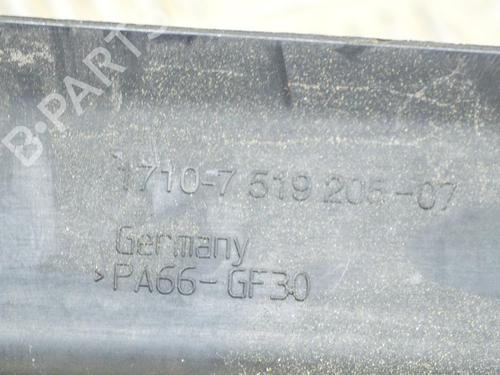 B-PARTS
1710-7 519 205-07
Germany
>PA66-GF30